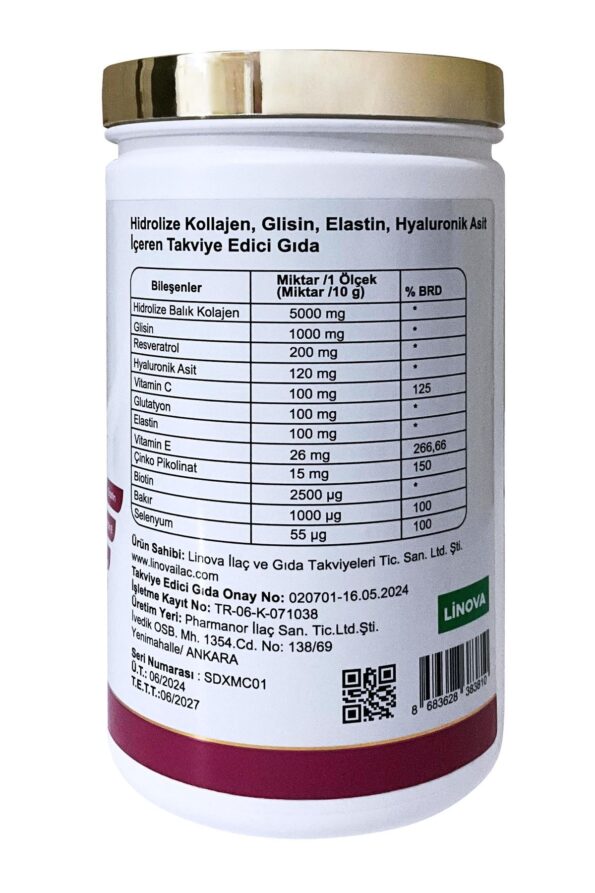 Hidrolize Kollajen, Glisin, Elastin, Hyaluronik Asit
İçeren Takviye Edici Gıda
Bileşenler Miktar /1 Ölçek (Miktar /10 g) % BRD
Hidrolize Balık Kolajen 5000 mg *
Glisin 1000 mg *
Resveratrol 200 mg *
Hyaluronik Asit 120 mg *
Vitamin C 100 mg 125
Glutatyon 100 mg *
Elastin 100 mg *
Vitamin E 26 mg 266,66
Çinko Pikolinat 15 mg 150
Biotin 2500 µg *
Bakır 1000 µg 100
Selenyum 55 µg 100
Ürün Sahibi: Linova İlaç ve Gıda Takviyeleri Tic. San. Ltd. Şti.
www.linovailac.com
Takviye Edici Gıda Onay No: 020701-16.05.2024
İşletme Kayıt No: TR-06-K-071038
Üretim Yeri: Pharmanor İlaç San. Tic.Ltd.Şti.
İvedik OSB. Mh. 1354.Cd. No: 138/69
Yenimahalle/ ANKARA
Seri Numarası : SDXMC01
Ü.T.: 06/2024
T.E.T.T.:06/2027
LİNOVA
8 683628 383810